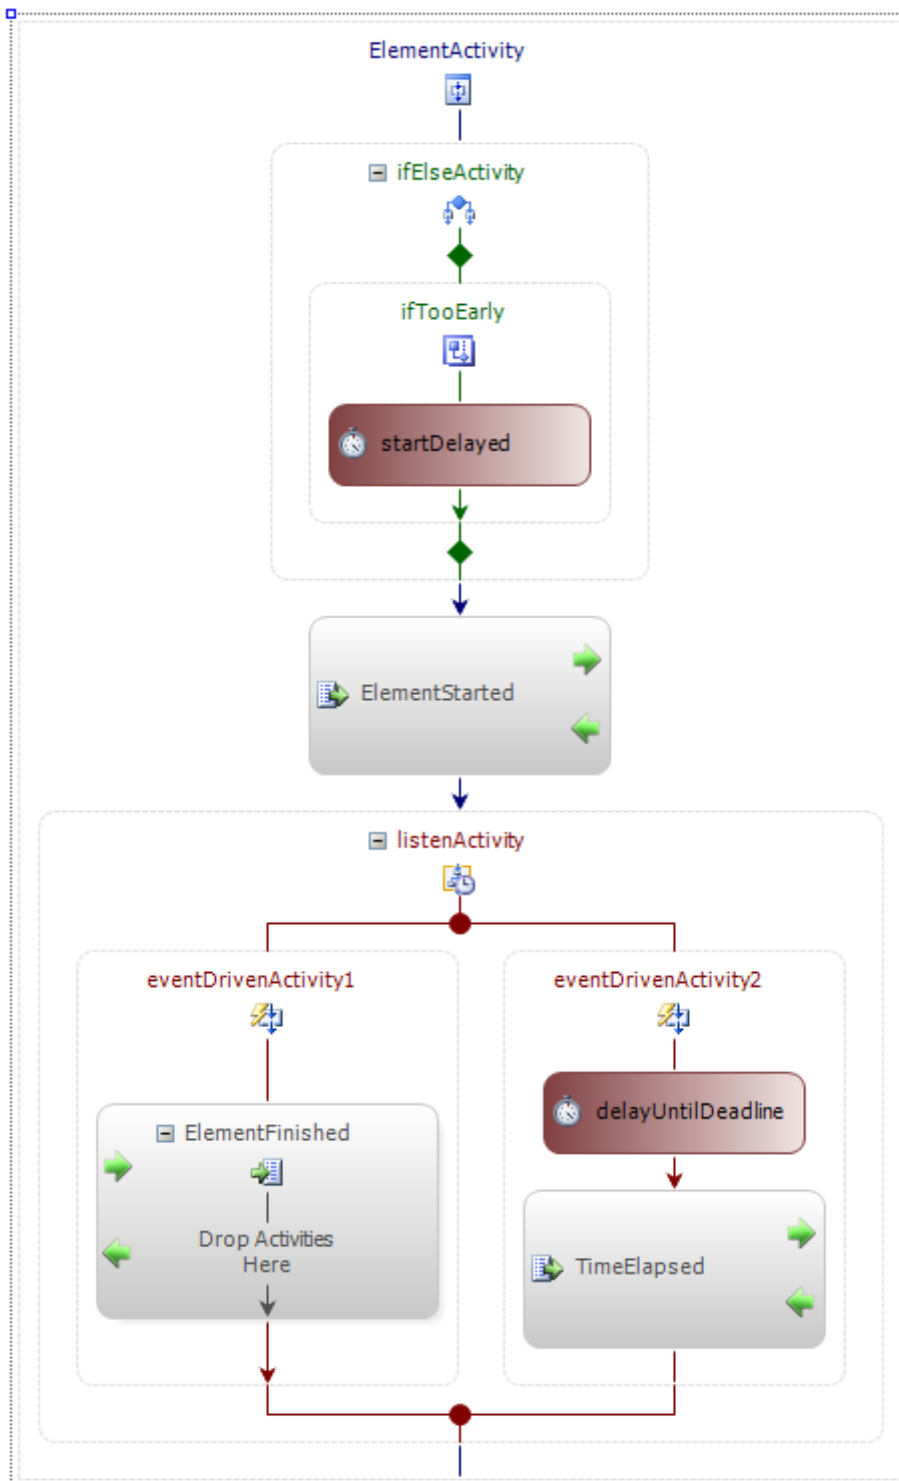 ElementActivity
ifElseActivity
ifTooEarly
startDelayed
ElementStarted
listenActivity
eventDrivenActivity1
eventDrivenActivity2
delayUntilDeadline
ElementFinished
Drop Activities
Here
TimeElapsed